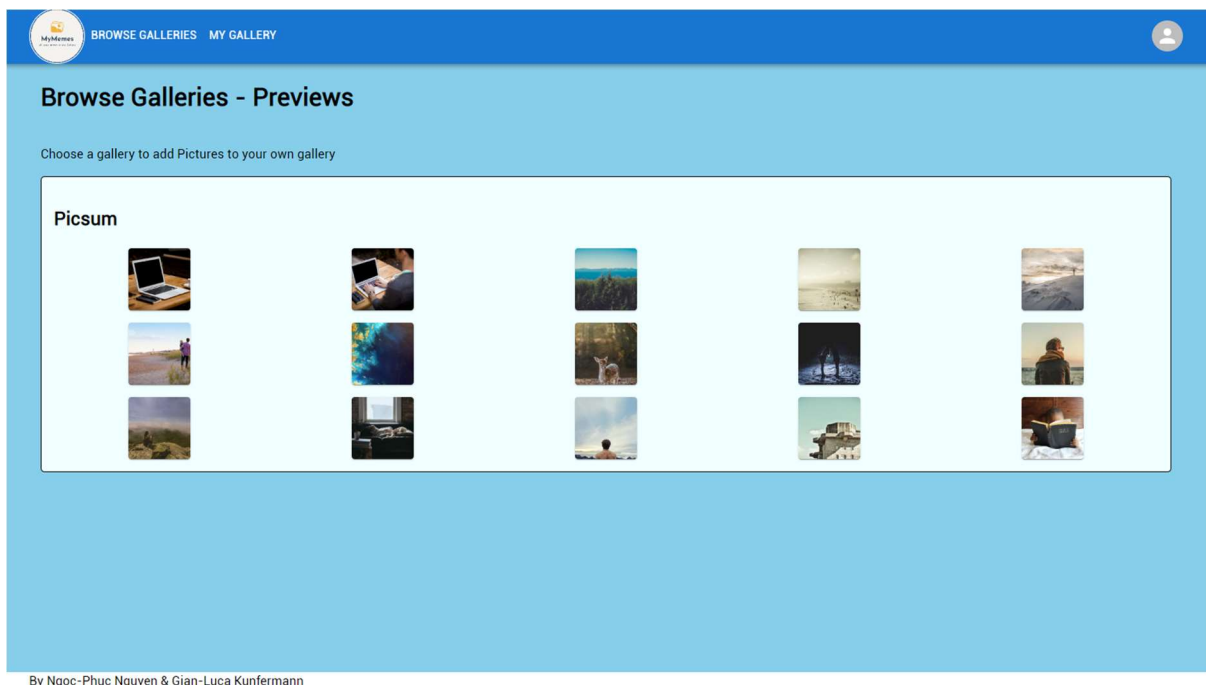 MyMemes
BROWSE GALLERIES MY GALLERY
Browse Galleries - Previews
Choose a gallery to add Pictures to your own gallery
Picsum
By Ngoc-Phuc Nguyen & Gian-Luca Kunfermann